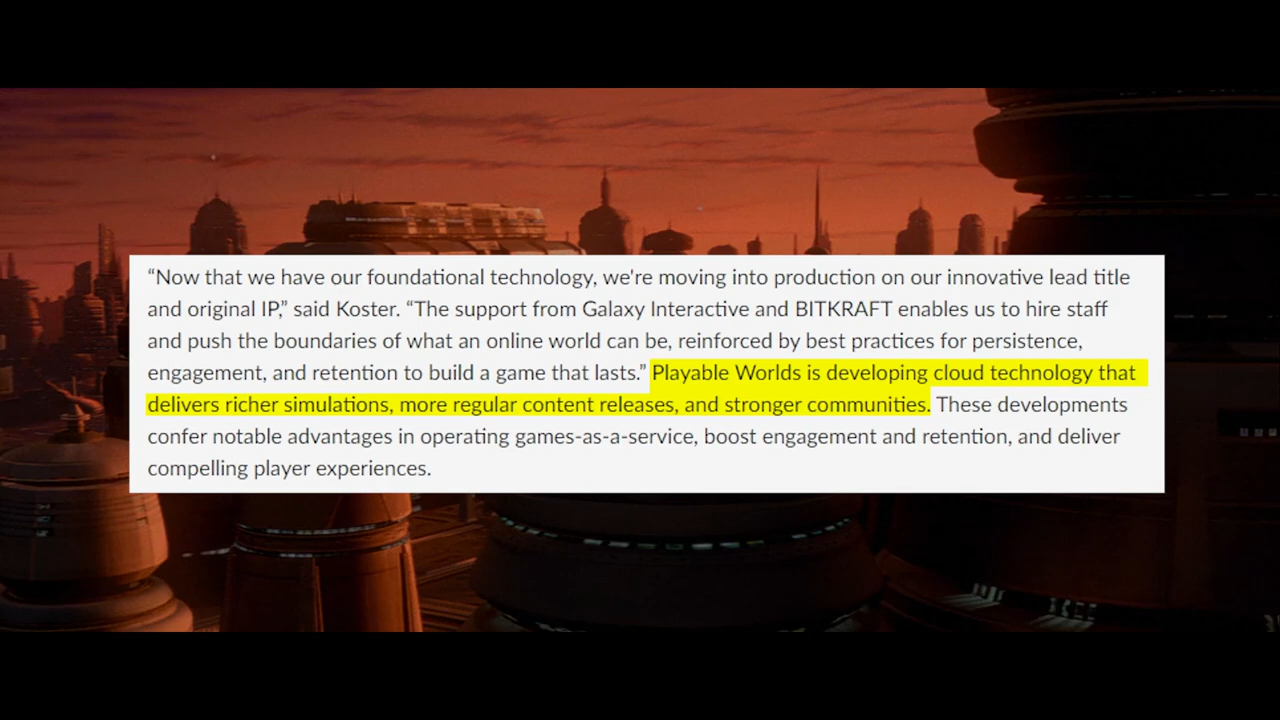 “Now that we have our foundational technology, we're moving into production on our innovative lead title
and original IP,” said Koster. “The support from Galaxy Interactive and BITKRAFT enables us to hire staff
and push the boundaries of what an online world can be, reinforced by best practices for persistence,
engagement, and retention to build a game that lasts.” Playable Worlds is developing cloud technology that
delivers richer simulations, more regular content releases, and stronger communities. These developments
confer notable advantages in operating games-as-a-service, boost engagement and retention, and deliver
compelling player experiences.